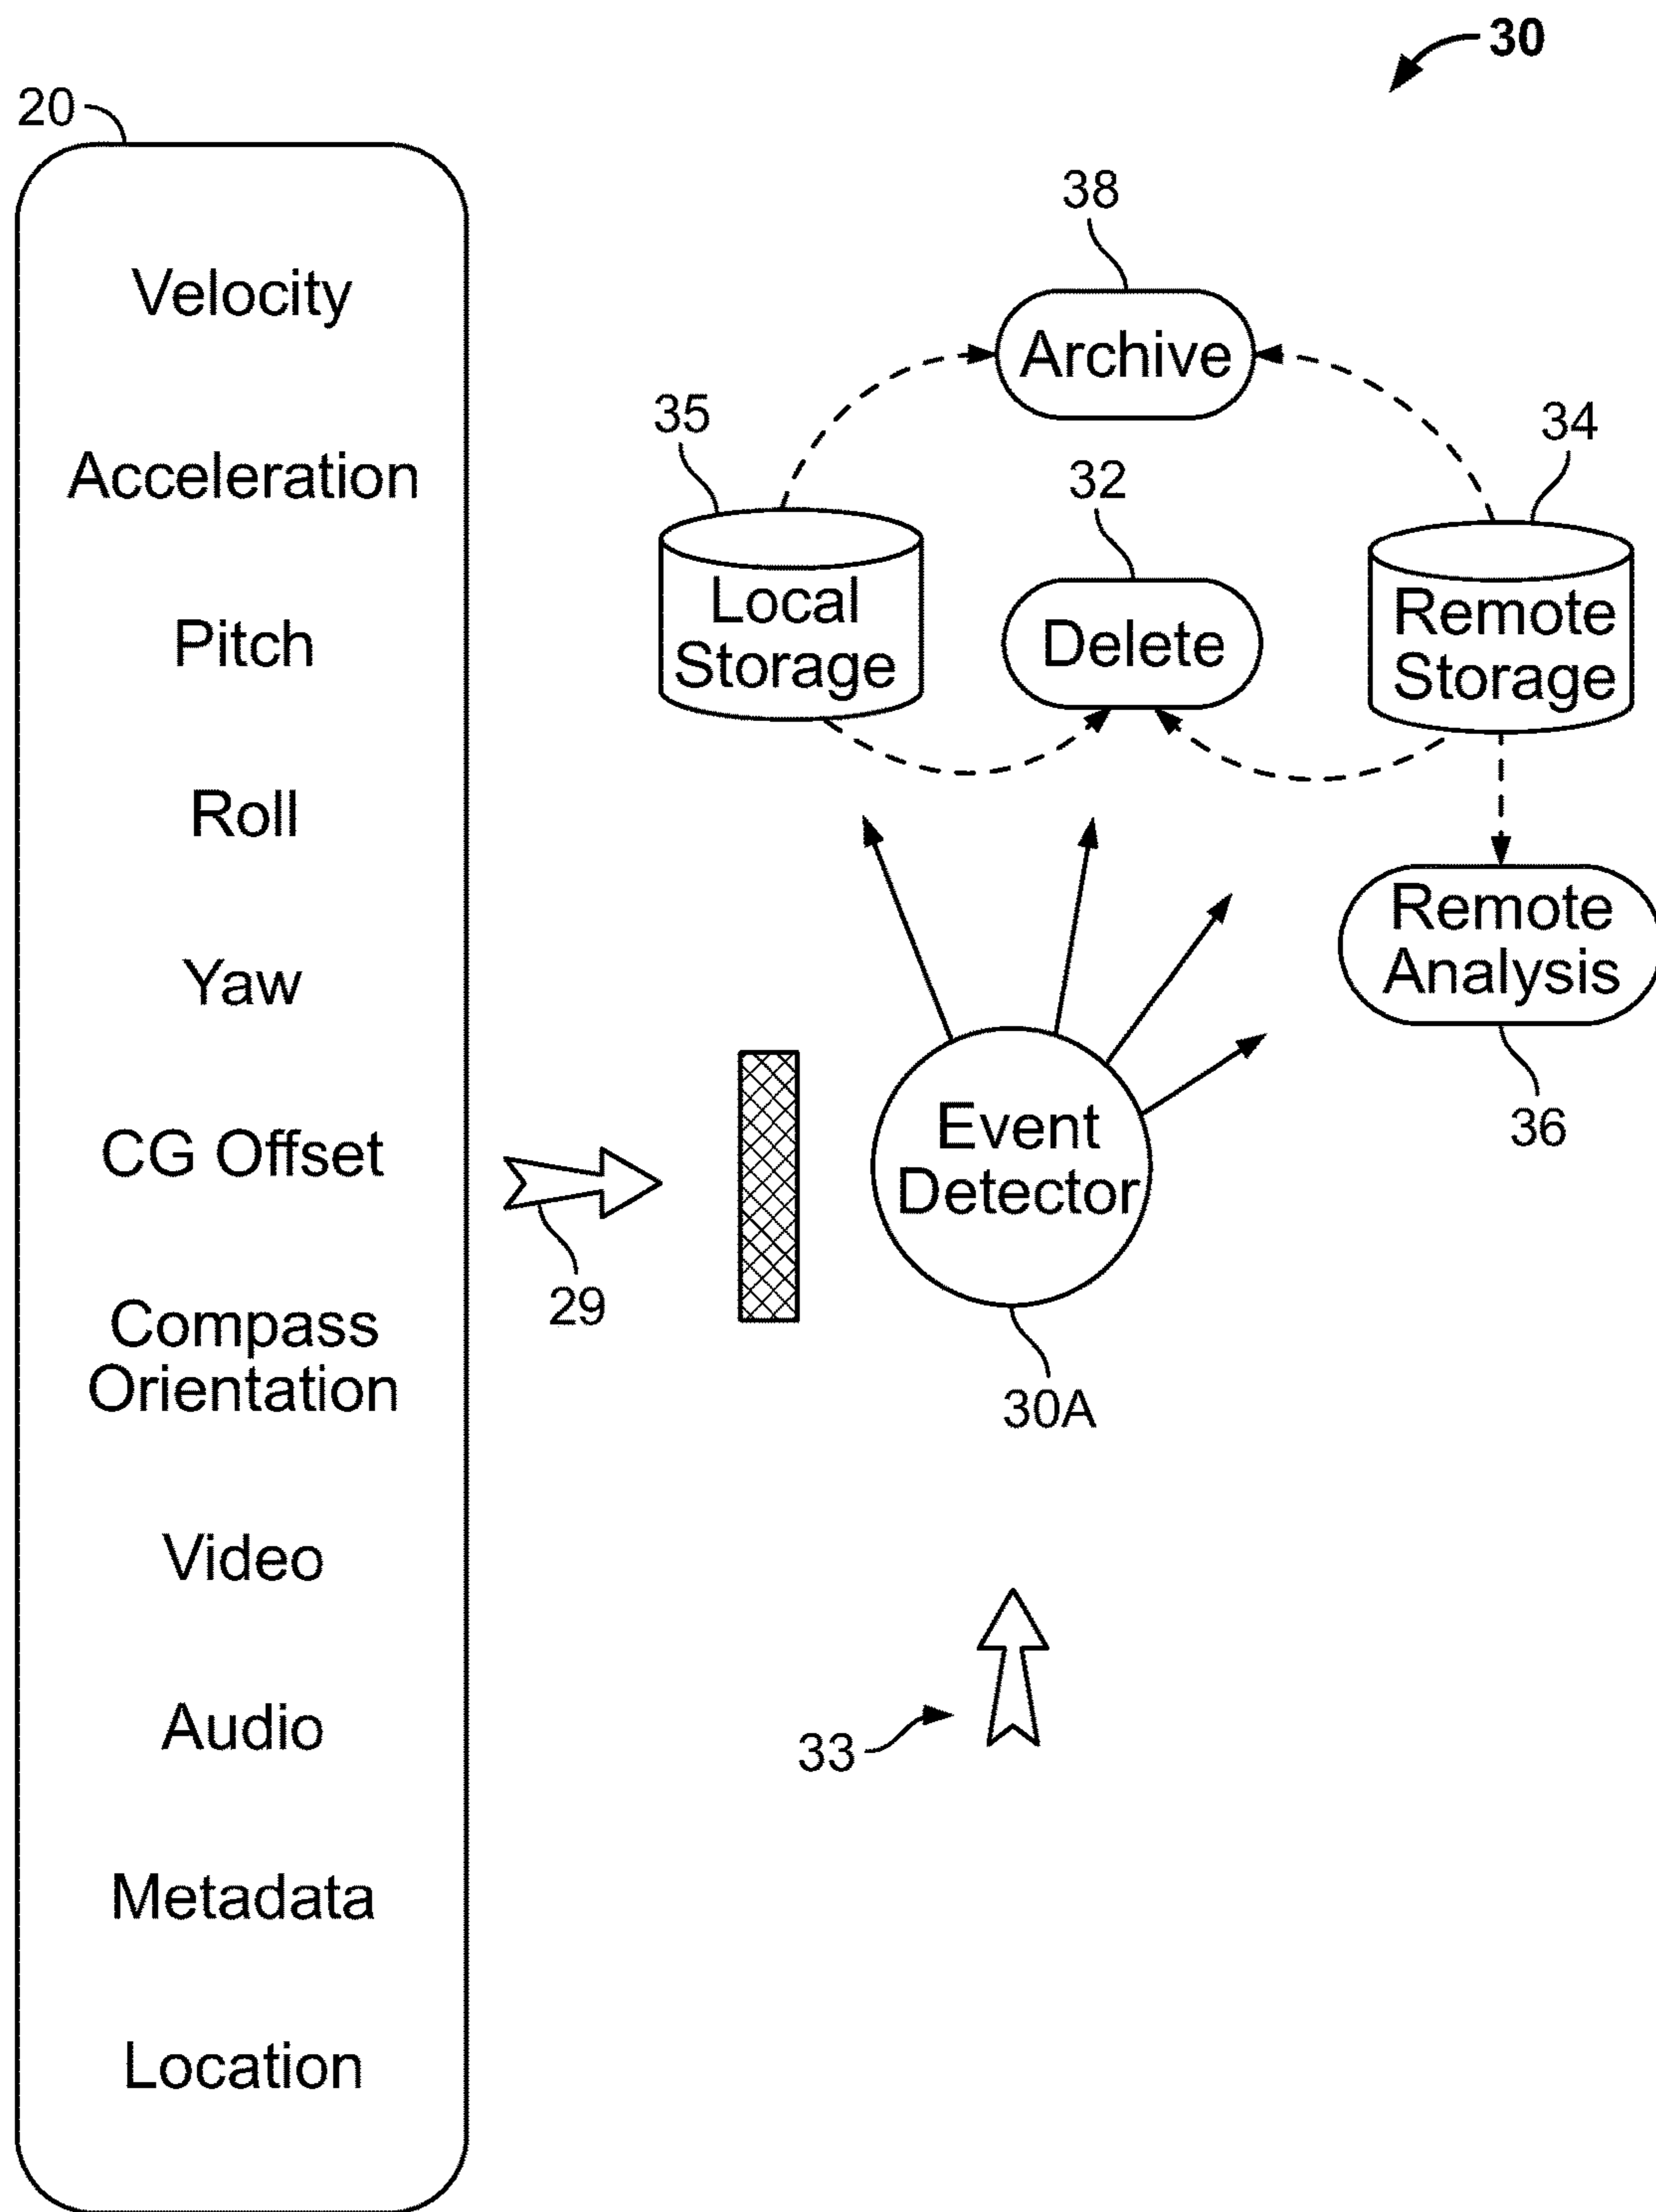 30
20
Velocity
Acceleration
Pitch
Roll
Yaw
CG Offset
Compass
Orientation
Video
Audio
Metadata
Location
29
38
Archive
35
Local
Storage
32
Delete
34
Remote
Storage
Remote
Analysis
36
Event
Detector
30A
33